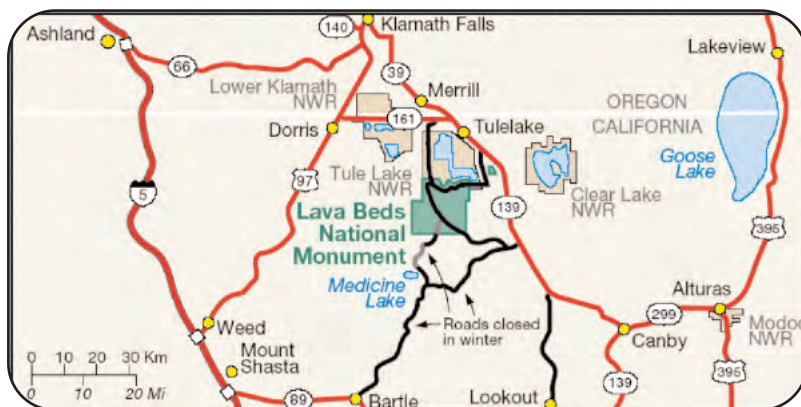 Ashland
140
Klamath Falls
Lakeview
66
39
Lower Klamath
NWR
Merrill
161
OREGON
CALIFORNIA
Dorris
Tulelake
Goose
Lake
5
97
Tule Lake
NWR
Clear Lake
NWR
139
395
Lava Beds
National
Monument
Medicine
Lake
Alturas
299
Weed
Roads closed
in winter
Canby
Modoc
NWR
Mount
Shasta
0 10 20 30 Km
0 10 20 Mi
89
Bartle
Lookout
139
395